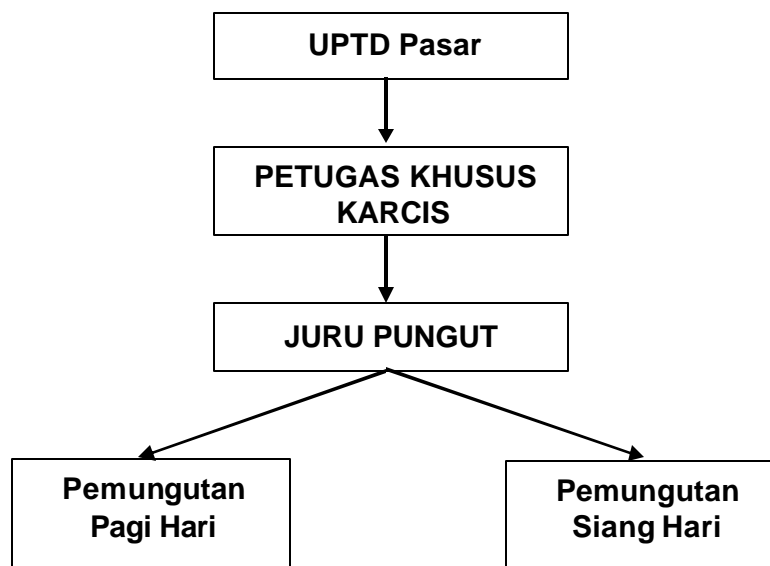 UPTD Pasar
PETUGAS KHUSUS
KARCIS
JURU PUNGUT
Pemungutan
Pagi Hari
Pemungutan
Siang Hari